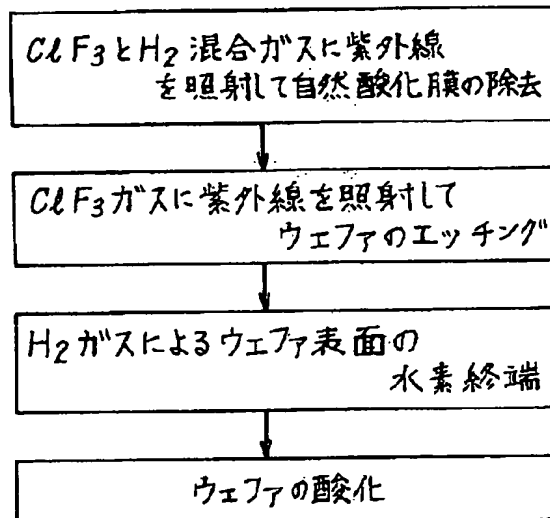 ClF3とH2混合ガスに紫外線
を照射して自然酸化膜の除去
ClF3ガスに紫外線を照射して
ウェファのエッチング
H2ガスによるウェファ表面の
水素終端
ウェファの酸化